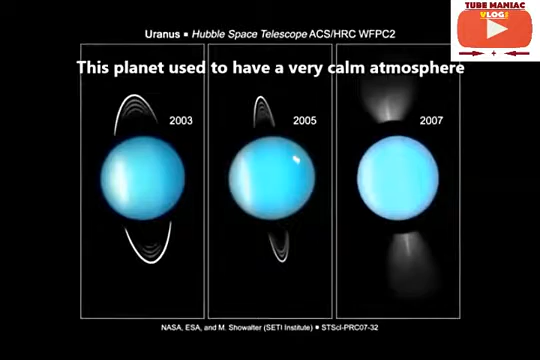 TUBE MANIAC
VLOGS
Uranus ■ Hubble Space Telescope ACS/HRC WFPC2
This planet used to have a very calm atmosphere
2003
2005
2007
NASA, ESA, and M. Showalter (SETI Institute) ■ STScI-PRC07-32